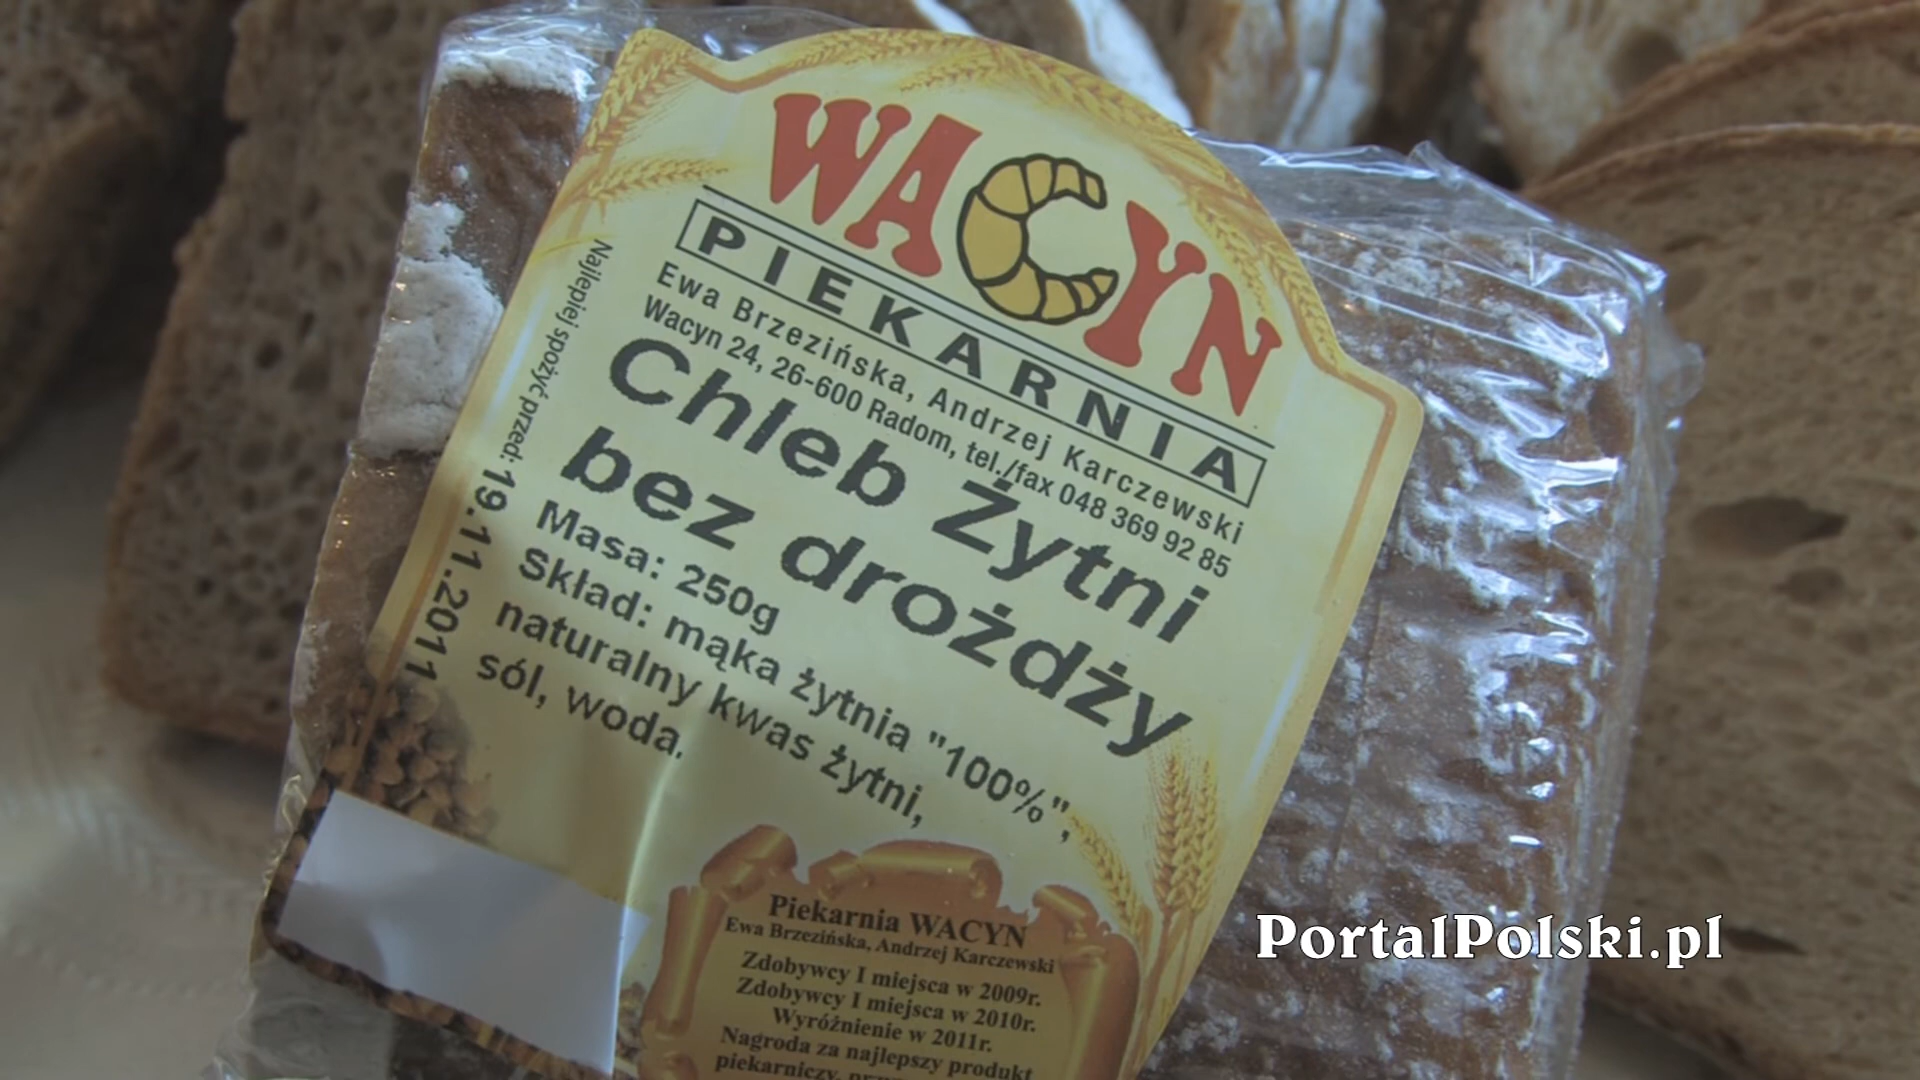 WACYN
PIEKARNIA
Ewa Brzezińska, Andrzej Karczewski
Wacyn 24, 26-600 Radom, tel./fax 048 369 92 85
Chleb Żytni
bez drożdży
Masa: 250g
Skład: mąka żytnia "100%",
naturalny kwas żytni,
sól, woda.
Najlepiej spożyć przed: 19.11.2011
Piekarnia WACYN
Ewa Brzezińska, Andrzej Karczewski
Zdobywcy I miejsca w 2009r.
Zdobywcy I miejsca w 2010r.
Wyróżnienie w 2011r.
Nagroda za najlepszy produkt
piekarniczy,
PortalPolski.pl